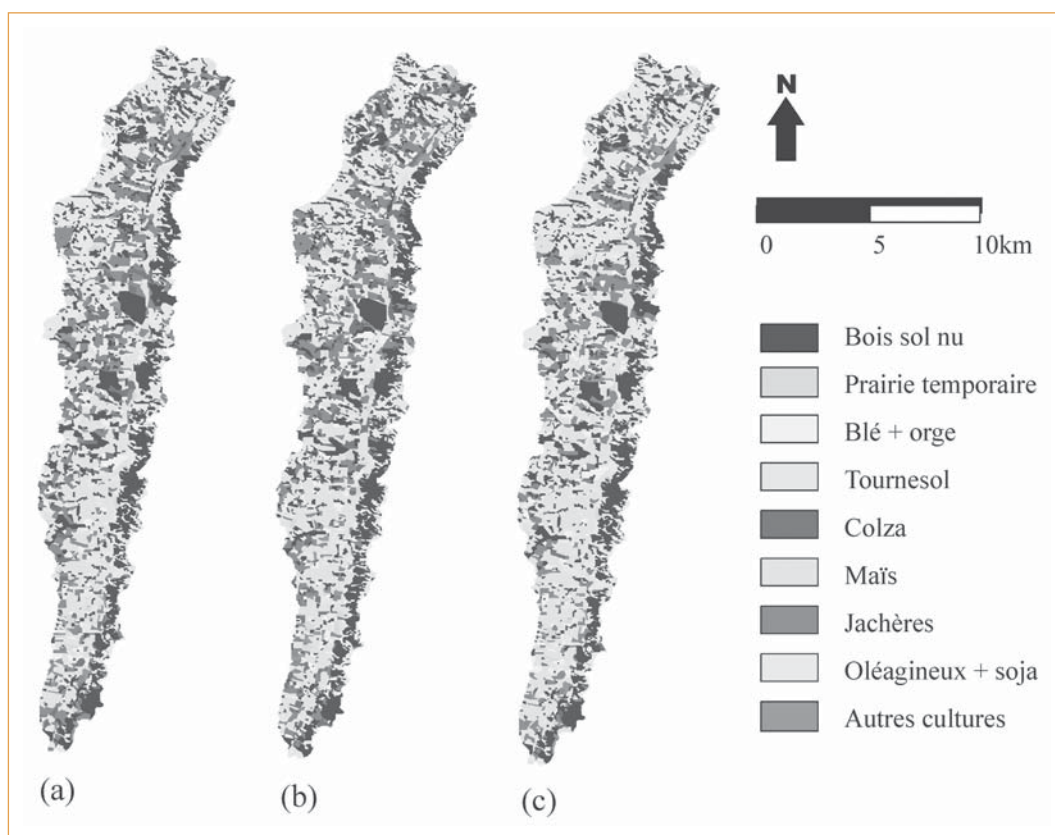 N
0 5 10km
Bois sol nu
Prairie temporaire
Blé + orge
Tournesol
Colza
Maïs
Jachères
Oléagineux + soja
Autres cultures
(a) (b) (c)